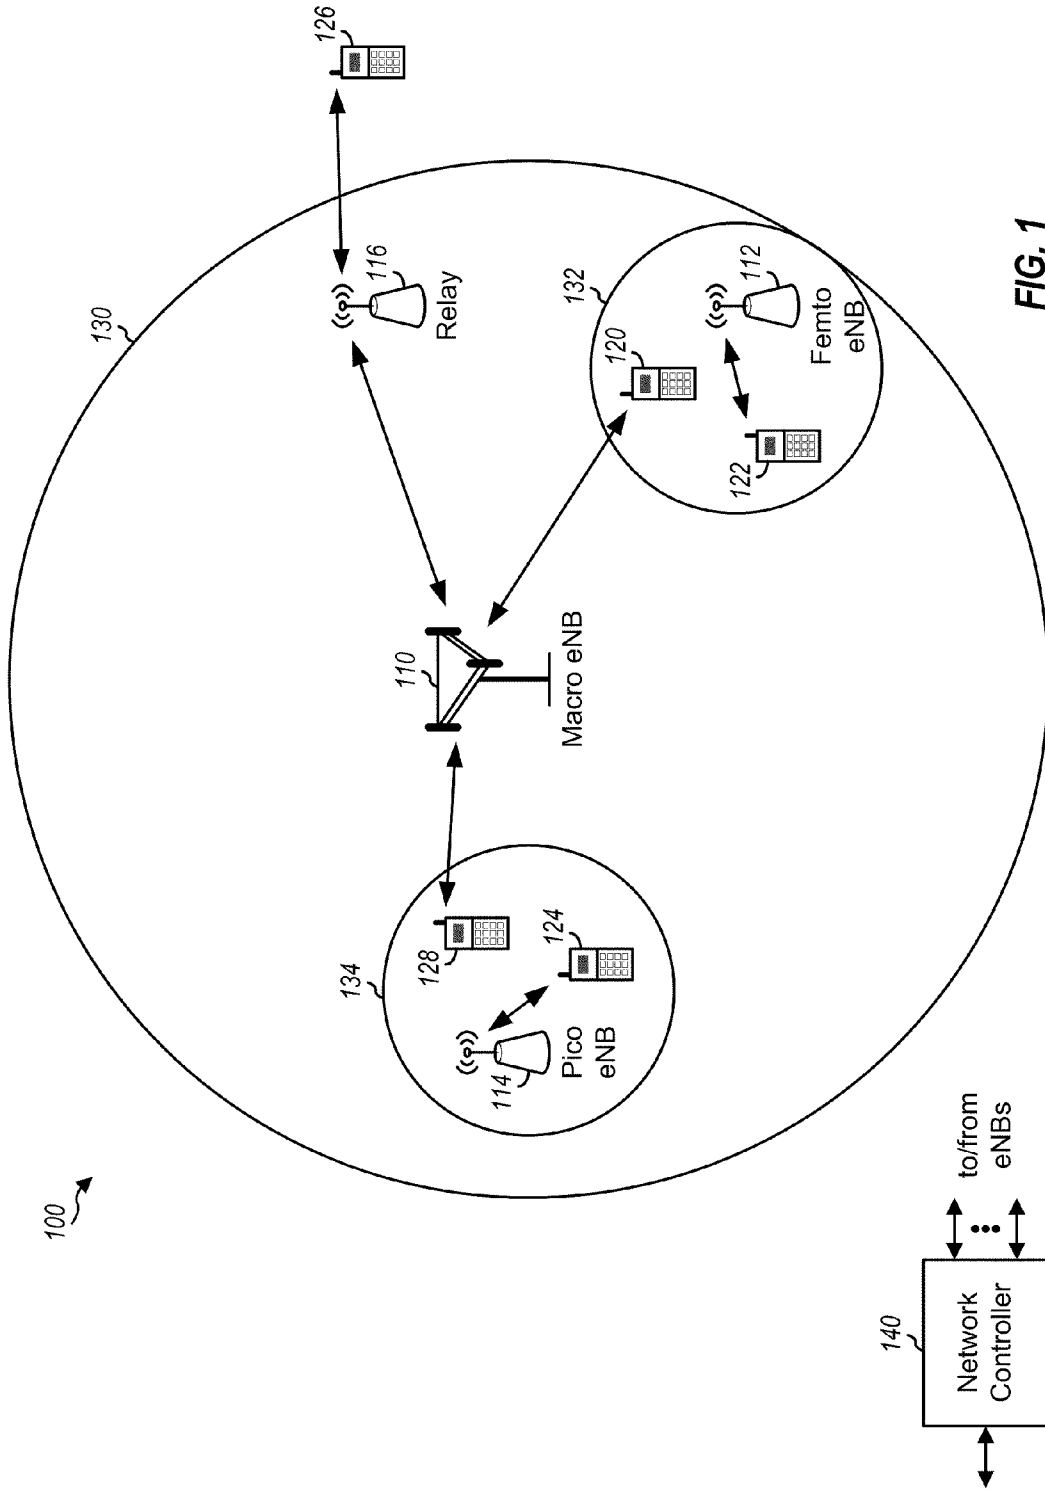 100
130
126
116
Relay
110
Macro eNB
134
128
124
114
Pico
eNB
132
120
122
112
Femto
eNB
140
Network
Controller
to/from
eNBs
FIG. 1